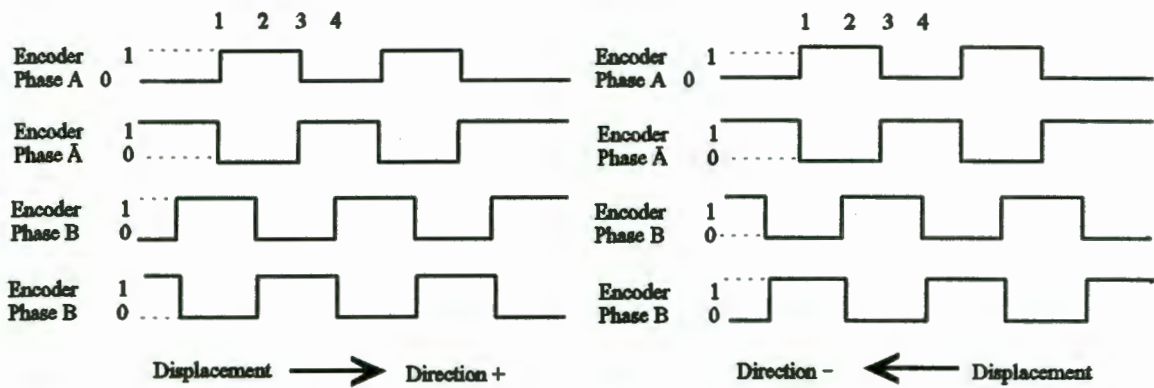 1 2 3 4
Encoder 1
Phase A 0
Encoder 1
Phase Ā 0
Encoder 1
Phase B 0
Encoder 1
Phase B 0
Displacement Direction +
1 2 3 4
Encoder 1
Phase A 0
Encoder 1
Phase Ā 0
Encoder 1
Phase B 0
Encoder 1
Phase B 0
Direction − Displacement